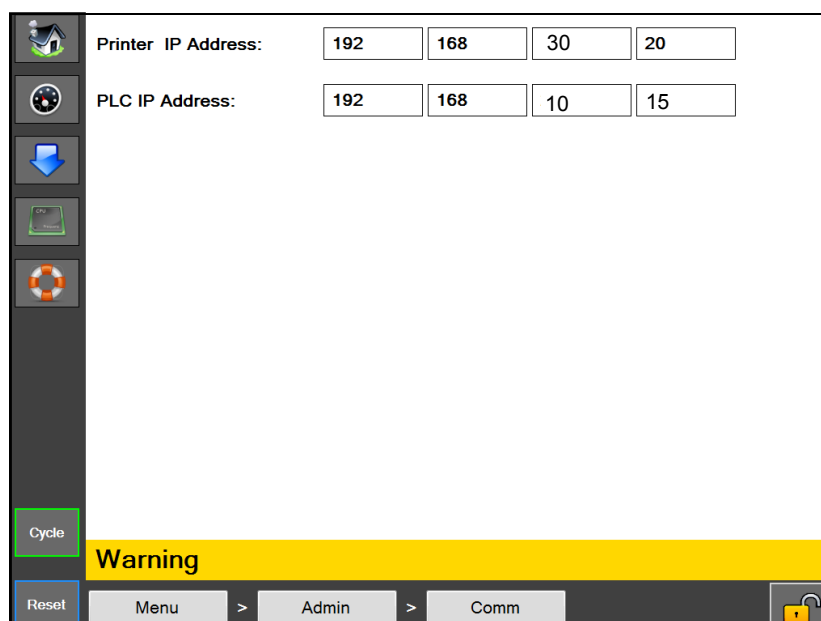 Printer IP Address: 192 168 30 20
PLC IP Address: 192 168 10 15
CPU
Cycle
Warning
Reset Menu > Admin > Comm